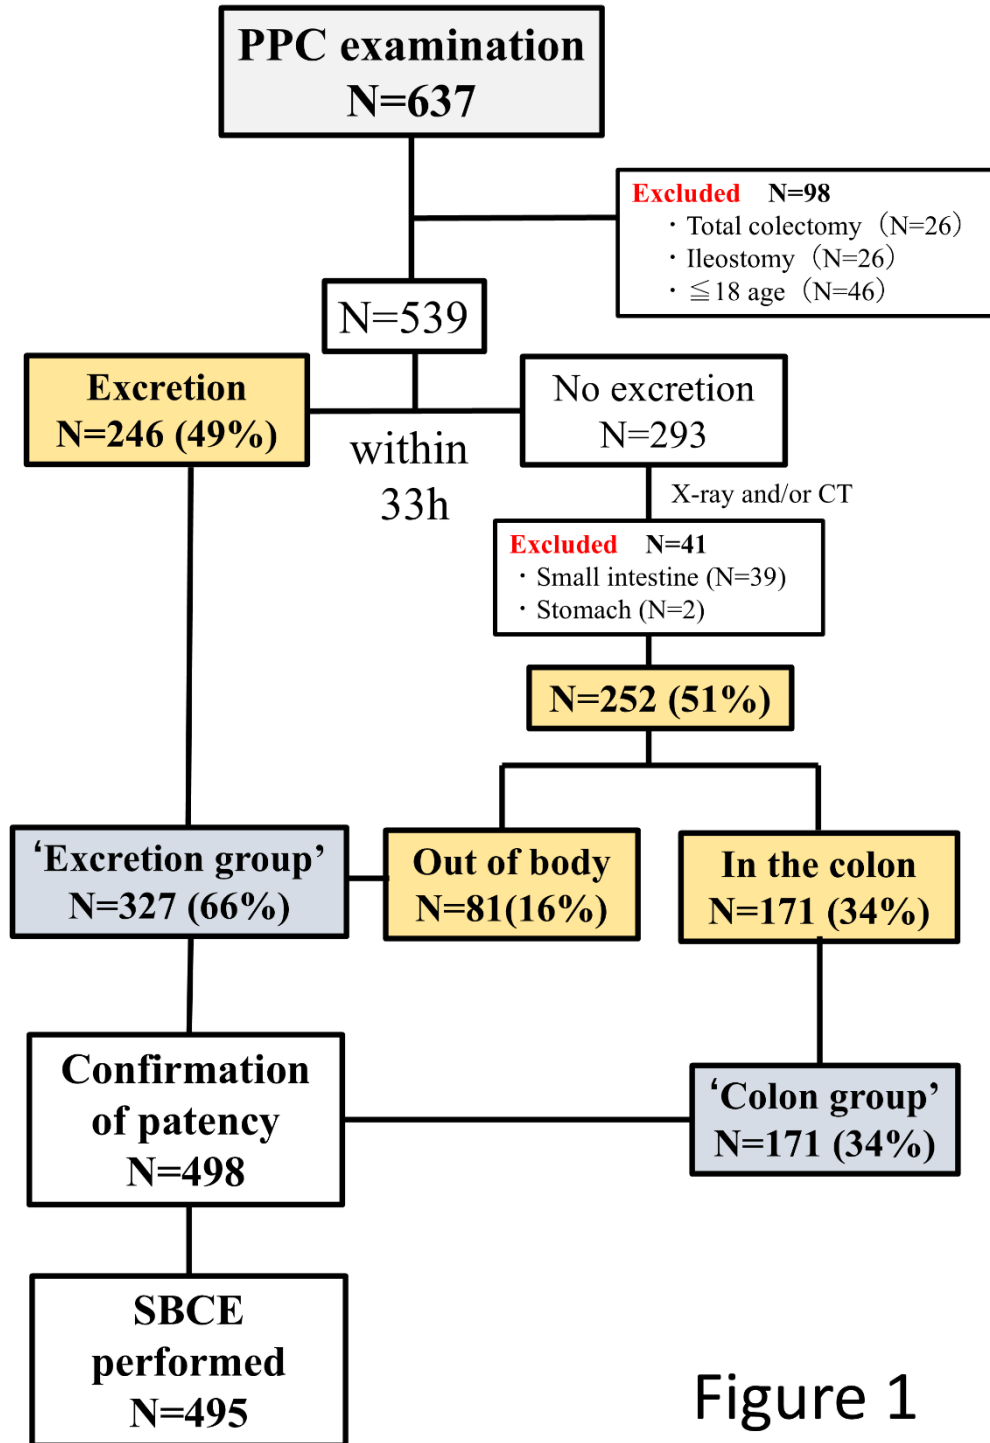 PPC examination
N=637
Excluded N=98
・Total colectomy（N=26）
・Ileostomy（N=26）
・≦18 age（N=46）
N=539
Excretion
N=246 (49%)
within
33h
No excretion
N=293
X-ray and/or CT
Excluded N=41
・Small intestine (N=39)
・Stomach (N=2)
N=252 (51%)
‘Excretion group’
N=327 (66%)
Out of body
N=81(16%)
In the colon
N=171 (34%)
Confirmation
of patency
N=498
‘Colon group’
N=171 (34%)
SBCE
performed
N=495
Figure 1